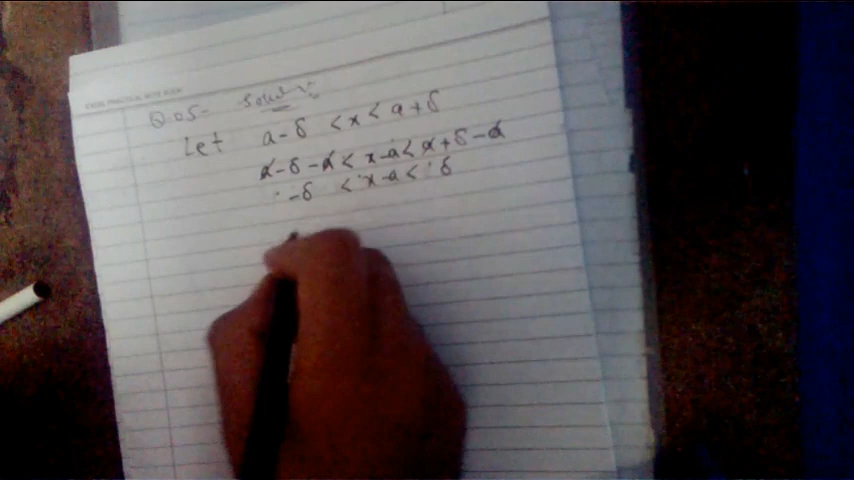 Q.05- Solution:
Let a - δ < x < a + δ
a - δ - a < x - a < a + δ - a
- δ < x - a < δ